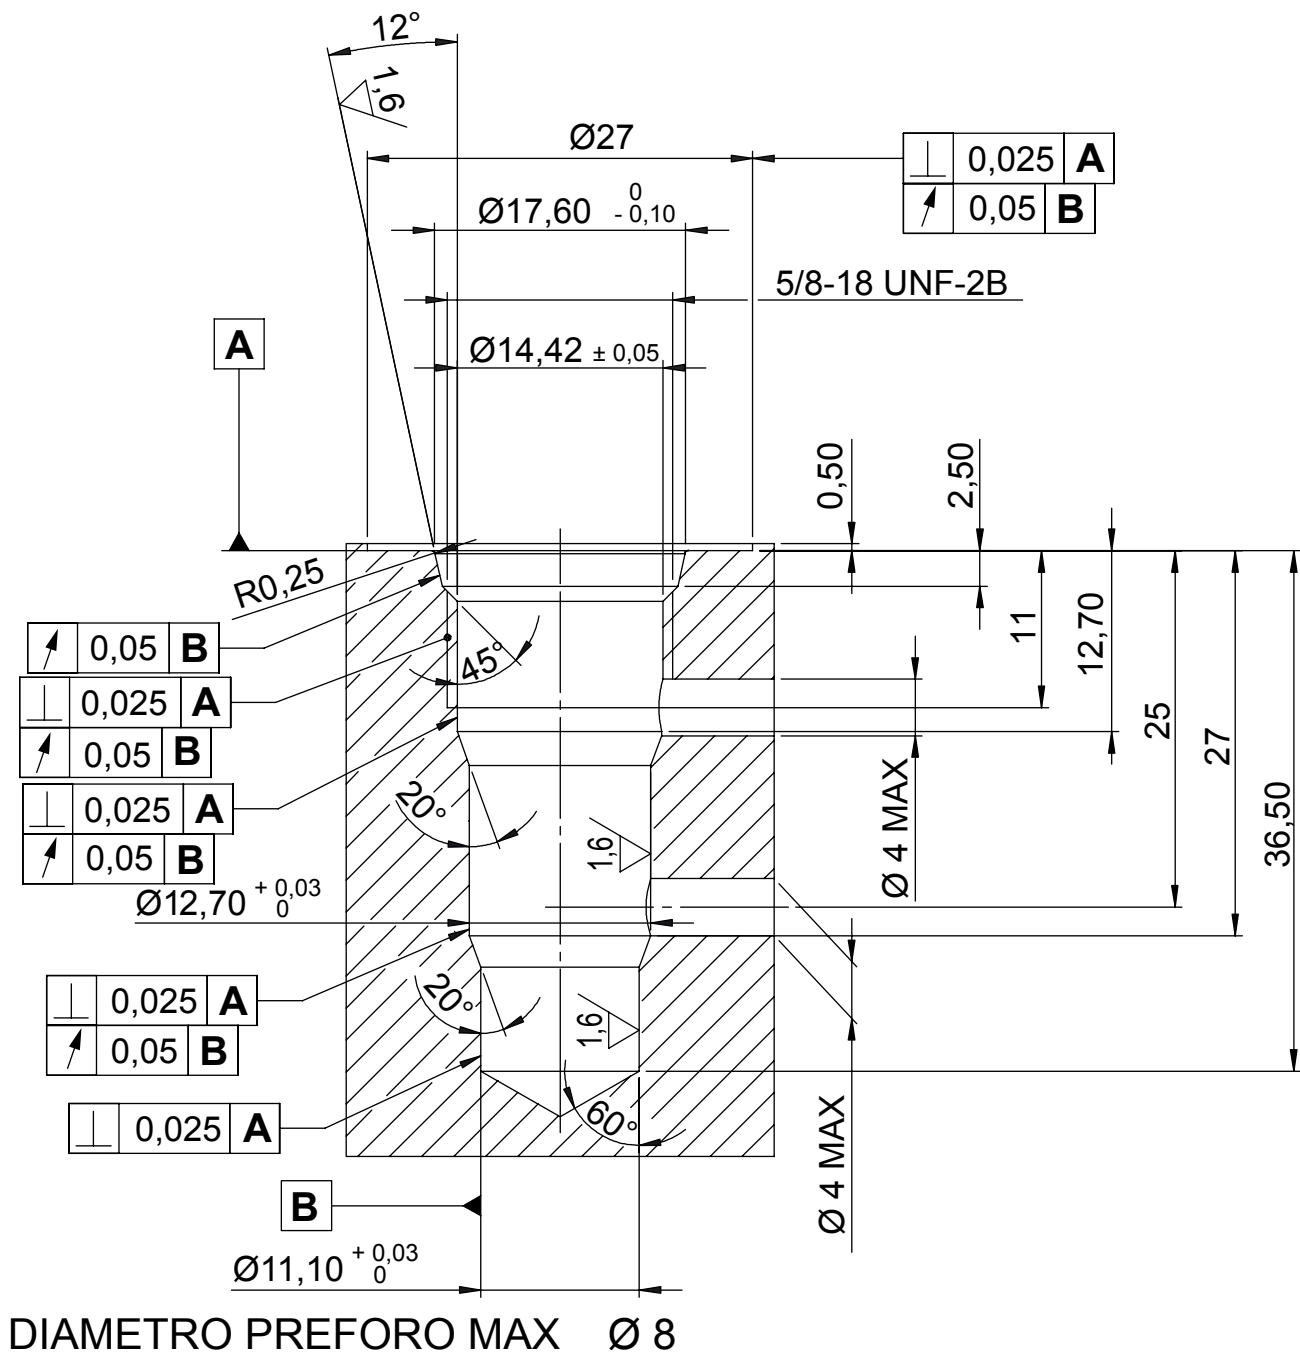 12°
1,6
Ø27
⊥ 0,025 A
↗ 0,05 B
Ø17,60 0 - 0,10
5/8-18 UNF-2B
A
Ø14,42 ± 0,05
0,50
2,50
R0,25
11
12,70
25
27
36,50
↗ 0,05 B
45°
⊥ 0,025 A
↗ 0,05 B
⊥ 0,025 A
↗ 0,05 B
20°
1,6
Ø 4 MAX
Ø12,70 + 0,03 0
⊥ 0,025 A
↗ 0,05 B
20°
1,6
⊥ 0,025 A
60°
Ø 4 MAX
B
Ø11,10 + 0,03 0
DIAMETRO PREFORO MAX Ø 8